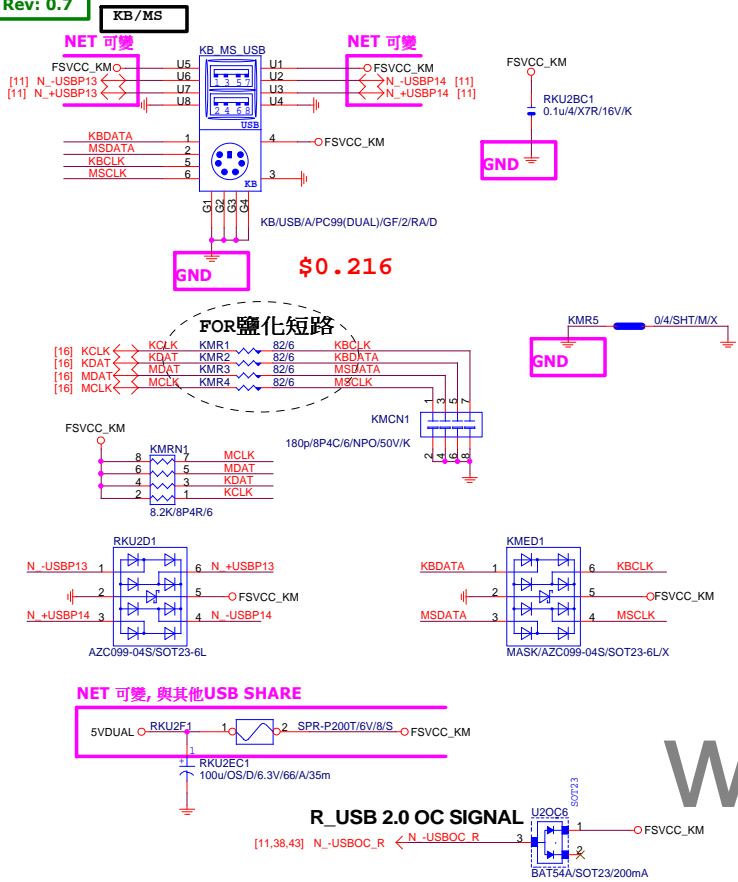 Rev: 0.7
KB/MS
NET 可變
KB_MS_USB
NET 可變
FSVCC_KM
U5
U1
FSVCC_KM
[11] N_-USBP13
U6
U2
N_-USBP14 [11]
[11] N_+USBP13
U7
U3
N_+USBP14 [11]
U8
U4
1 3 5 7
2 4 6 8
USB
KBDATA
1
4
FSVCC_KM
MSDATA
2
KBCLK
5
MSCLK
6
3
KB
G1
G2
G3
G4
KB/USB/A/PC99(DUAL)/GF/2/RA/D
GND
$0.216
FSVCC_KM
RKU2BC1
0.1u/4/X7R/16V/K
GND
KMR5
0/4/SHT/M/X
GND
FOR鹽化短路
[16] KCLK
KCLK
KMR1
82/6
KBCLK
[16] KDAT
KDAT
KMR2
82/6
KBDATA
[16] MDAT
MDAT
KMR3
82/6
MSDATA
[16] MCLK
MCLK
KMR4
82/6
MSCLK
1
3
5
7
KMCN1
180p/8P4C/6/NPO/50V/K
2
4
6
8
FSVCC_KM
KMRN1
8
7
MCLK
6
5
MDAT
4
3
KDAT
2
1
KCLK
8.2K/8P4R/6
RKU2D1
N_-USBP13
1
6
N_+USBP13
2
5
FSVCC_KM
N_+USBP14
3
4
N_-USBP14
AZC099-04S/SOT23-6L
KMED1
KBDATA
1
6
KBCLK
2
5
FSVCC_KM
MSDATA
3
4
MSCLK
MASK/AZC099-04S/SOT23-6L/X
NET 可變, 與其他USB SHARE
5VDUAL
RKU2F1
1
2
SPR-P200T/6V/8/S
FSVCC_KM
1
+
RKU2EC1
100u/OS/D/6.3V/66/A/35m
W
R_USB 2.0 OC SIGNAL
U2OC6
SOT23
[11,38,43] N_-USBOC_R
N_-USBOC_R
3
1
FSVCC_KM
2
BAT54A/SOT23/200mA